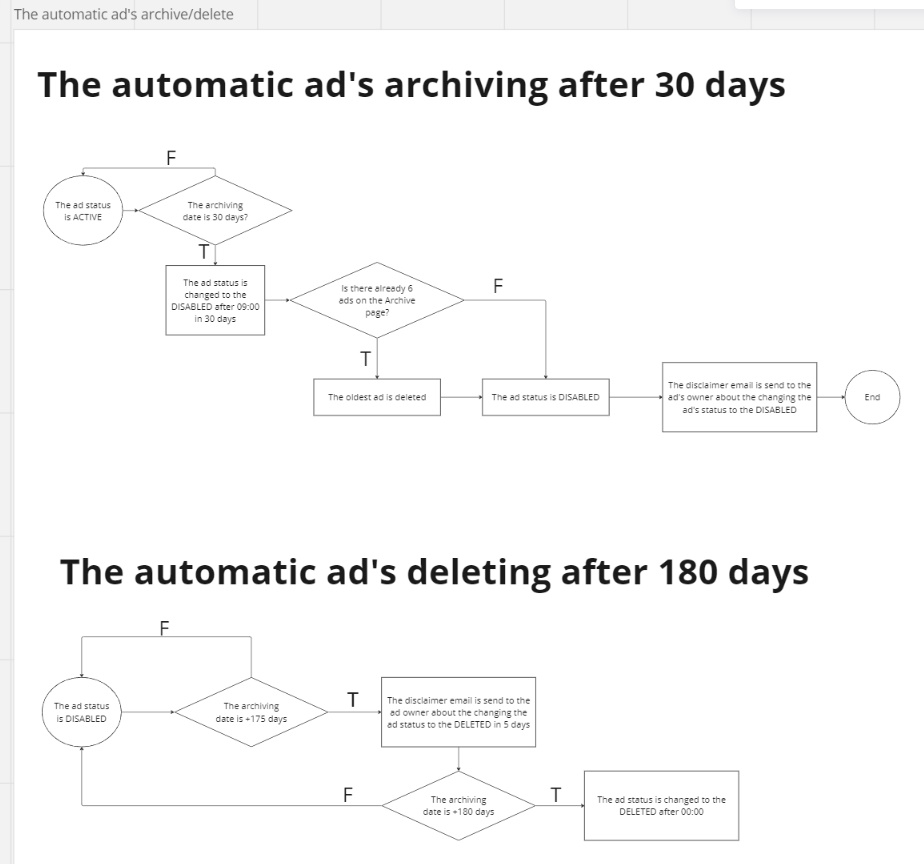 The automatic ad's archive/delete
The automatic ad's archiving after 30 days
F
The ad status
is ACTIVE
The archiving
date is 30 days?
T
The ad status is
changed to the
DISABLED after 09:00
in 30 days
Is there already 6
ads on the Archive
page?
F
T
The oldest ad is deleted
The ad status is DISABLED
The disclaimer email is send to the
ad's owner about the changing the
ad's status to the DISABLED
End
The automatic ad's deleting after 180 days
F
The ad status
is DISABLED
The archiving
date is +175 days
T
The disclaimer email is send to the
ad owner about the changing the
ad status to the DELETED in 5 days
F
The archiving
date is +180 days
T
The ad status is changed to the
DELETED after 00:00